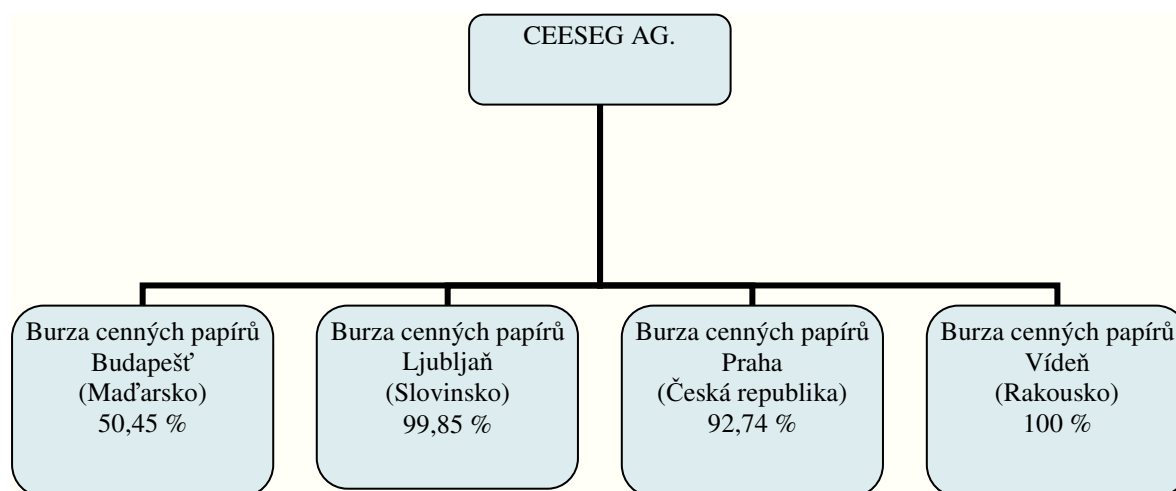 CEESEG AG.
Burza cenných papírů
Budapešť
(Maďarsko)
50,45 %
Burza cenných papírů
Ljubljaň
(Slovinsko)
99,85 %
Burza cenných papírů
Praha
(Česká republika)
92,74 %
Burza cenných papírů
Vídeň
(Rakousko)
100 %